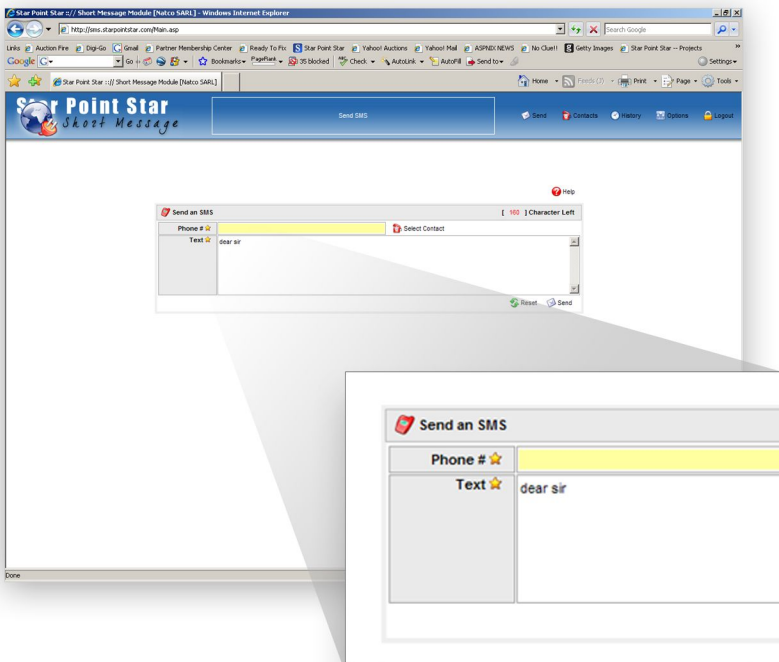 Star Point Star :// Short Message Module [Natco SARL] - Windows Internet Explorer
http://sms.starpointstar.com/Main.asp
Search Google
Links Auction Fire Digi-Go Gmail Partner Membership Center Ready To Fix Star Point Star Yahoo! Auctions Yahoo! Mail ASPNIX NEWS No Clue!! Getty Images Star Point Star -- Projects »
Google G Go Bookmarks PageRank 35 blocked Check AutoLink AutoFill Send to Settings
Star Point Star :// Short Message Module [Natco SARL] Home Feeds (J) Print Page Tools
Star Point Star
Short Message
Send SMS
Send Contacts History Options Logout
Help
Send an SMS [ 160 ] Character Left
Phone # Select Contact
Text dear sir
Reset Send
Send an SMS
Phone #
Text dear sir
Done